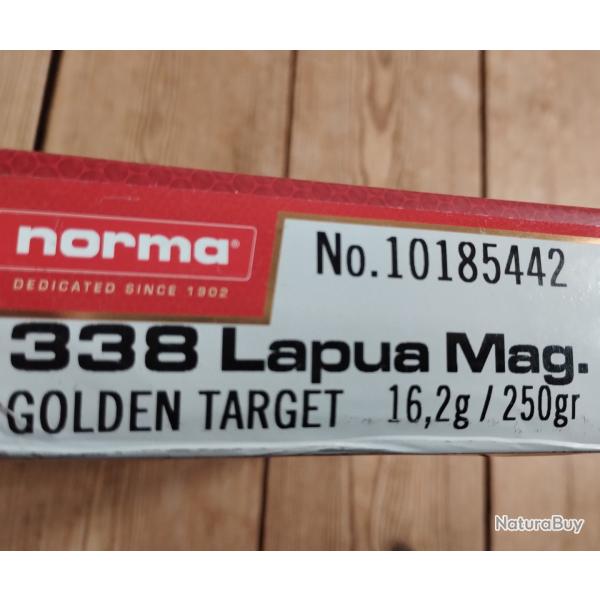 norma®
DEDICATED SINCE 1902
No.10185442
338 Lapua Mag.
GOLDEN TARGET 16,2g/250gr
NaturaBuy